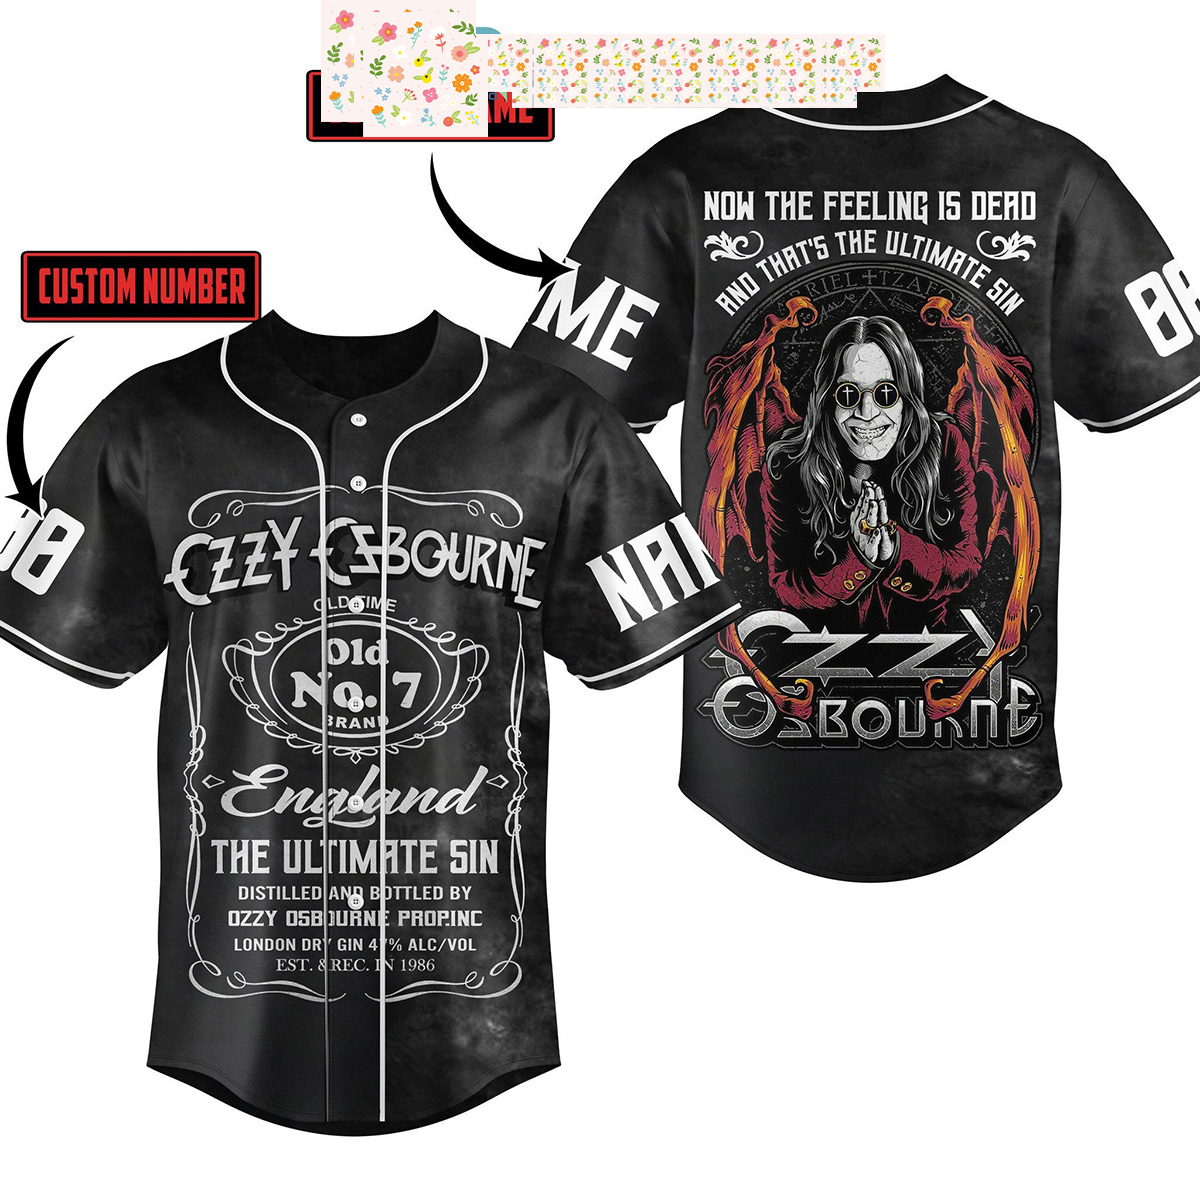 CUSTOM NUMBER
NOW THE FEELING IS DEAD
AND THAT'S THE ULTIMATE SIN
ME
88
88
NAM
OZZY OSBOURNE
OLD TIME
Old
No. 7
BRAND
England
THE ULTIMATE SIN
DISTILLED AND BOTTLED BY
OZZY OSBOURNE PROP.INC
LONDON DRY GIN 47% ALC/VOL
EST. & REC. IN 1986
OZZY
OSBOURNE